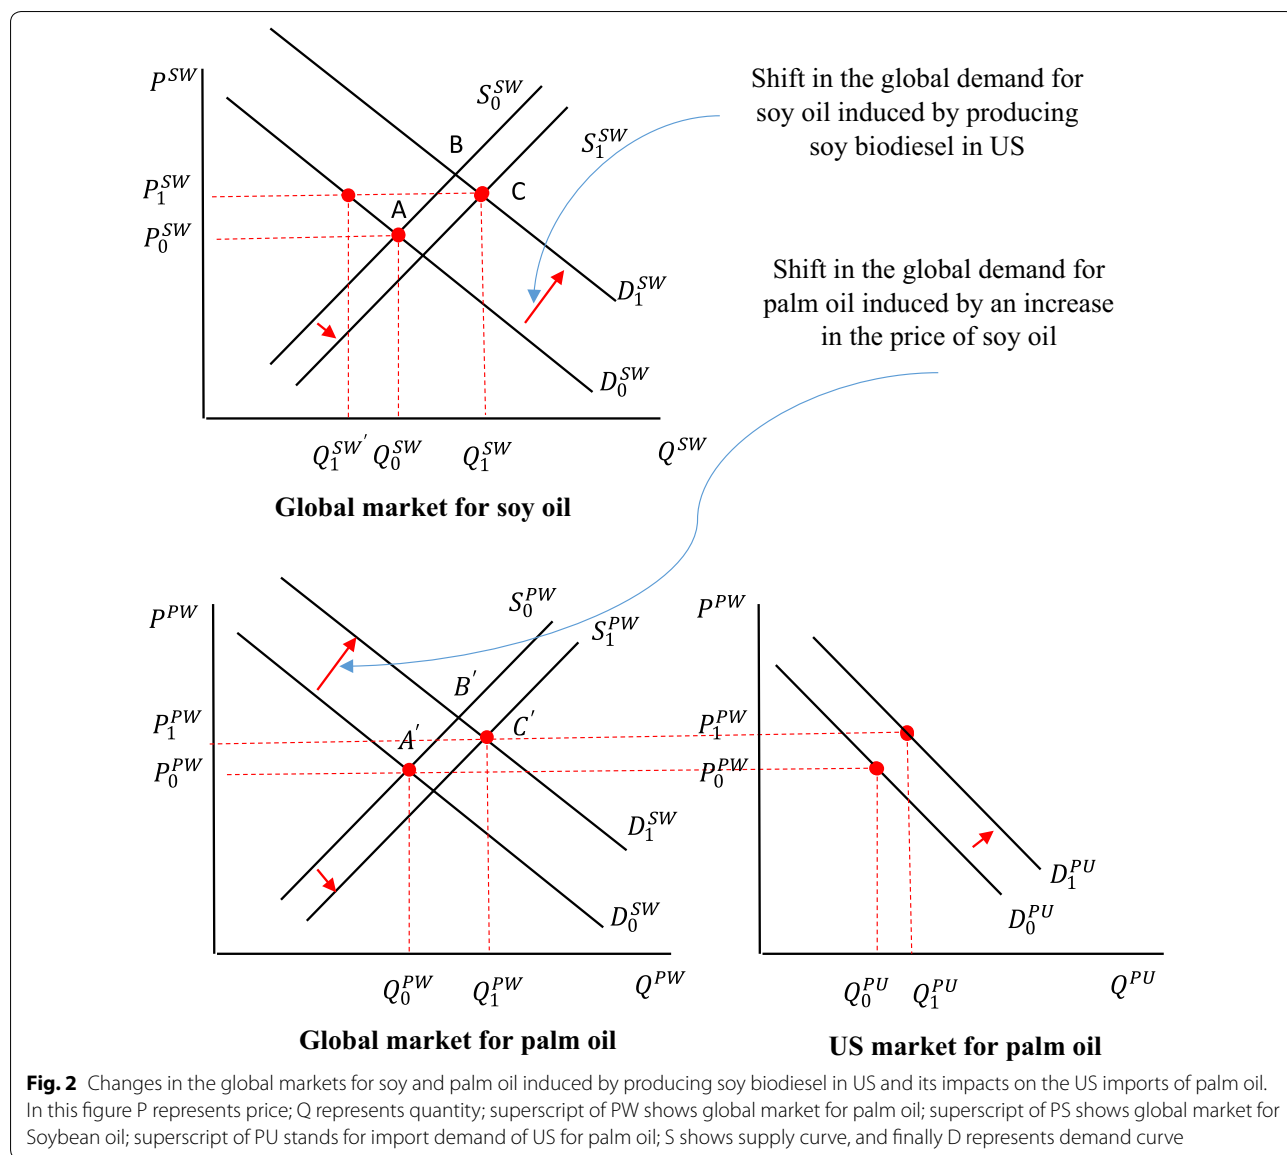 P_0^{SW}
Shift in the global demand for
soy oil induced by producing
soy biodiesel in US
P^{SW}
S_0^{SW}
S_1^{SW}
B
P_1^{SW}
A
C
Shift in the global demand for
palm oil induced by an increase
in the price of soy oil
D_1^{SW}
D_0^{SW}
Q_1^{SW'} Q_0^{SW} Q_1^{SW} Q^{SW}
Global market for soy oil
P^{PW}
S_0^{PW}
S_1^{PW}
B'
P_1^{PW}
A'
C'
P_0^{PW}
D_1^{SW}
D_0^{SW}
Q_0^{PW} Q_1^{PW} Q^{PW}
Global market for palm oil
P^{PW}
P_1^{PW}
P_0^{PW}
D_1^{PU}
D_0^{PU}
Q_0^{PU} Q_1^{PU} Q^{PU}
US market for palm oil
Fig. 2 Changes in the global markets for soy and palm oil induced by producing soy biodiesel in US and its impacts on the US imports of palm oil.
In this figure P represents price; Q represents quantity; superscript of PW shows global market for palm oil; superscript of PS shows global market for
Soybean oil; superscript of PU stands for import demand of US for palm oil; S shows supply curve, and finally D represents demand curve